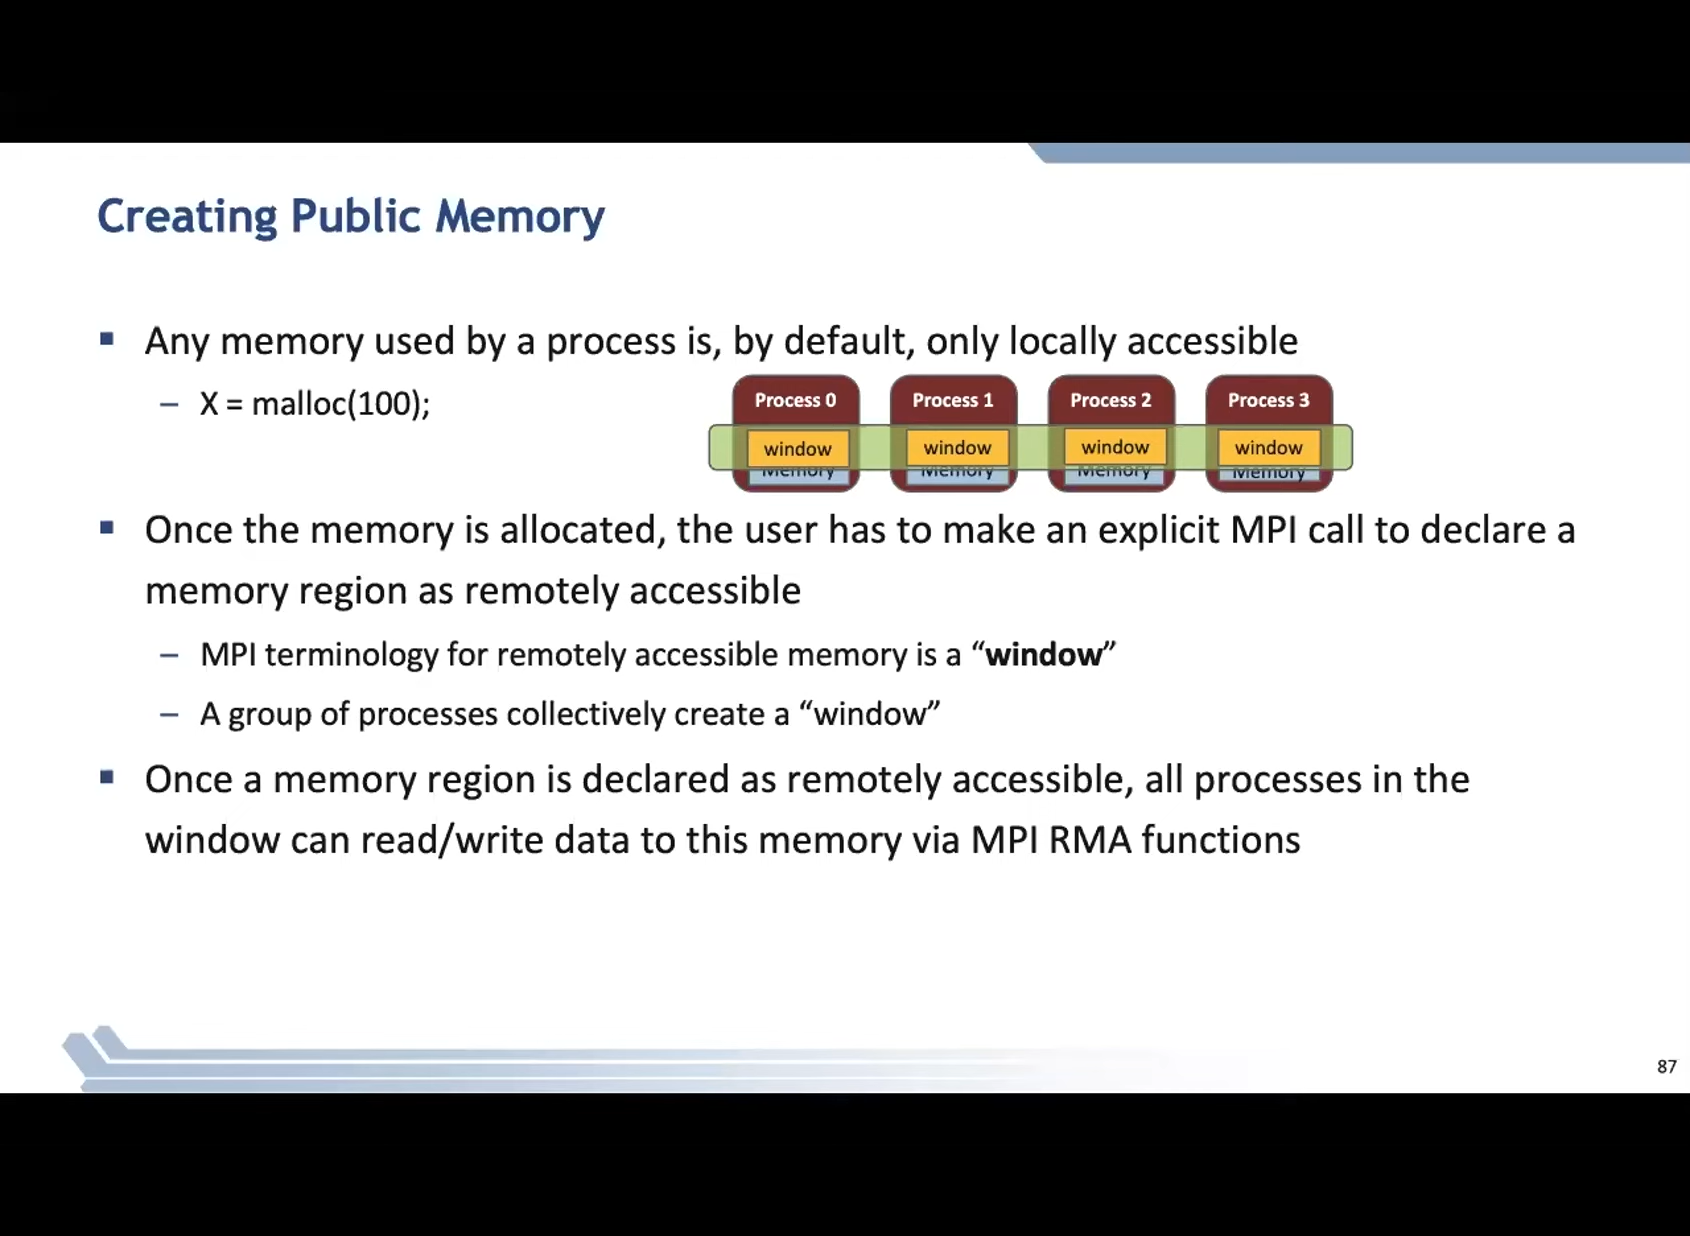 Creating Public Memory
Any memory used by a process is, by default, only locally accessible
– X = malloc(100);
Process 0 Process 1 Process 2 Process 3
window window window window
Memory Memory Memory Memory
Once the memory is allocated, the user has to make an explicit MPI call to declare a
memory region as remotely accessible
– MPI terminology for remotely accessible memory is a “window”
– A group of processes collectively create a “window”
Once a memory region is declared as remotely accessible, all processes in the
window can read/write data to this memory via MPI RMA functions
87